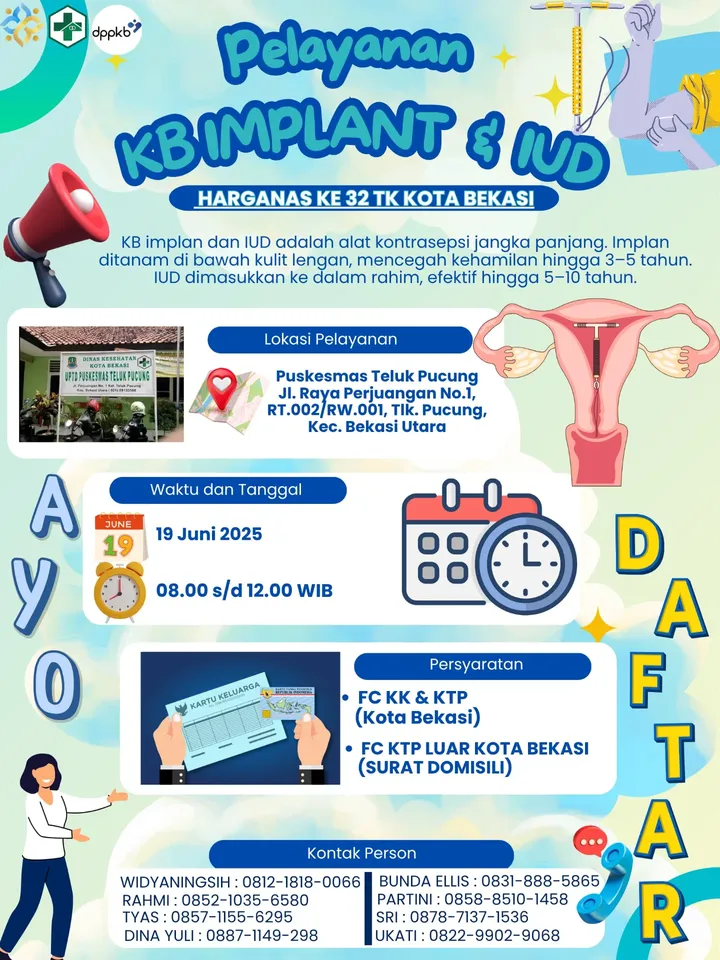 dppkb
Pelayanan
KB IMPLANT & IUD
HARGANAS KE 32 TK KOTA BEKASI
KB implan dan IUD adalah alat kontrasepsi jangka panjang. Implan
ditanam di bawah kulit lengan, mencegah kehamilan hingga 3–5 tahun.
IUD dimasukkan ke dalam rahim, efektif hingga 5–10 tahun.
Lokasi Pelayanan
DINAS KESEHATAN
KOTA BEKASI
UPTD PUSKESMAS TELUK PUCUNG
Puskesmas Teluk Pucung
Jl. Raya Perjuangan No.1,
RT.002/RW.001, Tlk. Pucung,
Kec. Bekasi Utara
AYO
Waktu dan Tanggal
JUNE
19
19 Juni 2025
08.00 s/d 12.00 WIB
DAFTAR
Persyaratan
KARTU KELUARGA
• FC KK & KTP
(Kota Bekasi)
• FC KTP LUAR KOTA BEKASI
(SURAT DOMISILI)
Kontak Person
WIDYANINGSIH : 0812-1818-0066
RAHMI : 0852-1035-6580
TYAS : 0857-1155-6295
DINA YULI : 0887-1149-298
BUNDA ELLIS : 0831-888-5865
PARTINI : 0858-8510-1458
SRI : 0878-7137-1536
UKATI : 0822-9902-9068